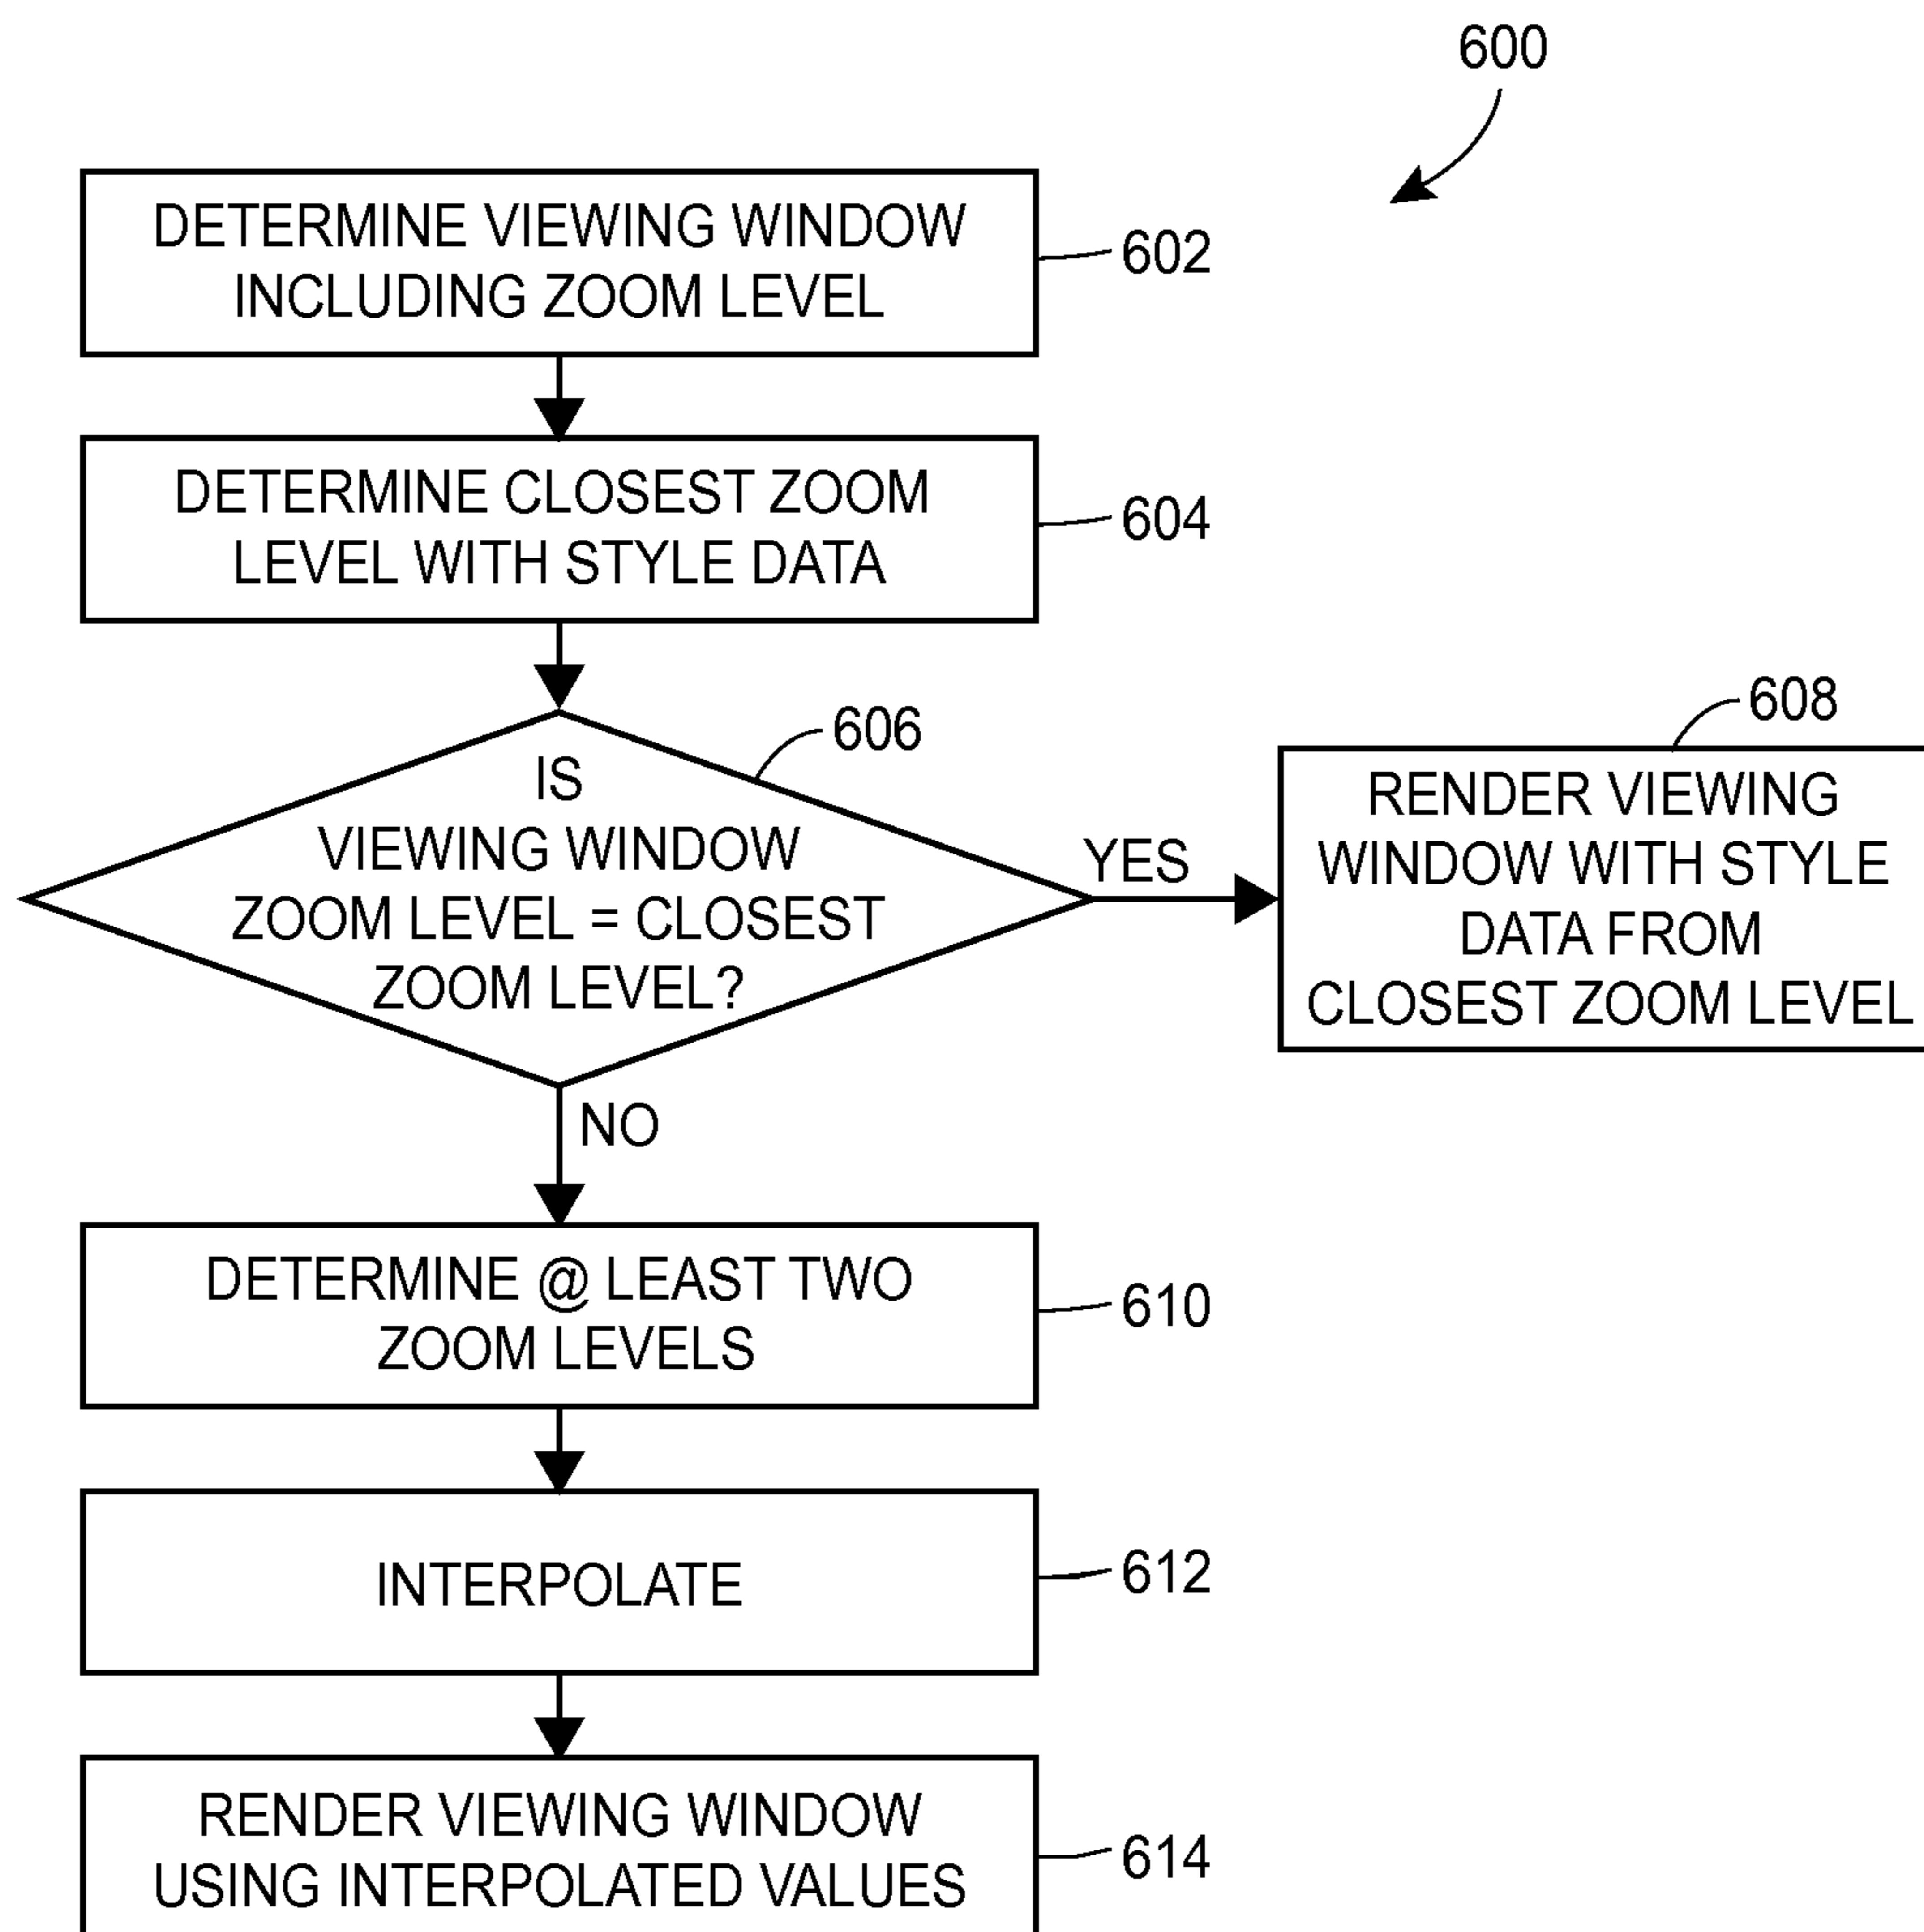 600
DETERMINE VIEWING WINDOW
INCLUDING ZOOM LEVEL
602
DETERMINE CLOSEST ZOOM
LEVEL WITH STYLE DATA
604
606
IS
VIEWING WINDOW
ZOOM LEVEL = CLOSEST
ZOOM LEVEL?
YES
608
RENDER VIEWING
WINDOW WITH STYLE
DATA FROM
CLOSEST ZOOM LEVEL
NO
DETERMINE @ LEAST TWO
ZOOM LEVELS
610
INTERPOLATE
612
RENDER VIEWING WINDOW
USING INTERPOLATED VALUES
614